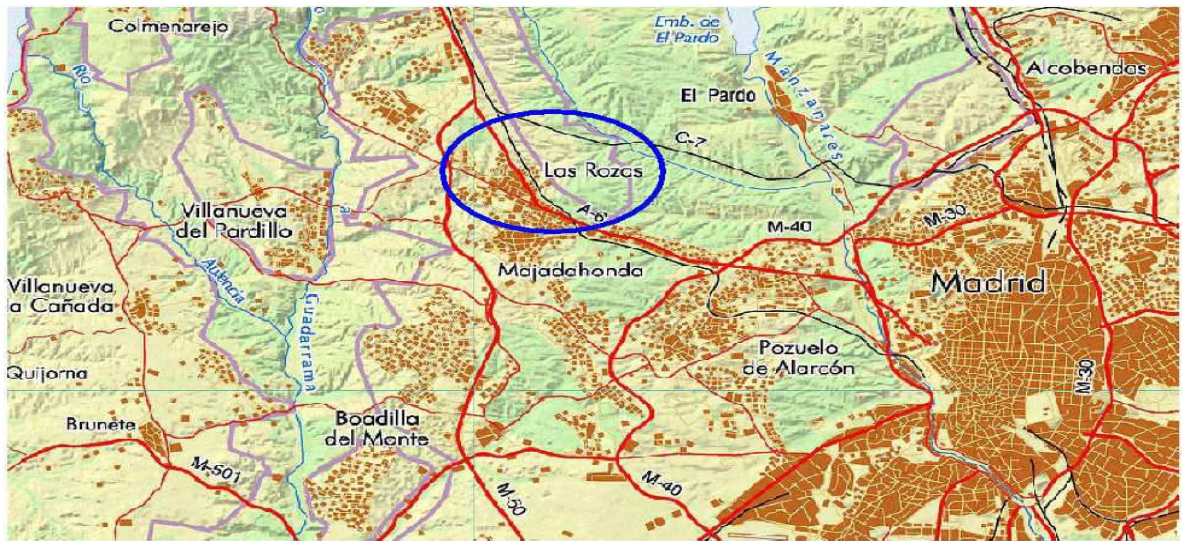 Colmenarejo
Emb. de
El Pardo
Alcobendas
Río
El Pardo
Manzanares
C-7
Las Rozas
A-6
Villanueva
del Pardillo
M-40
M-30
Aulencia
Majadahonda
Madrid
Villanueva
a Cañada
Guadarrama
Pozuelo
de Alarcón
Quijorna
M-30
Boadilla
del Monte
Brunete
M-501
M-50
M-40